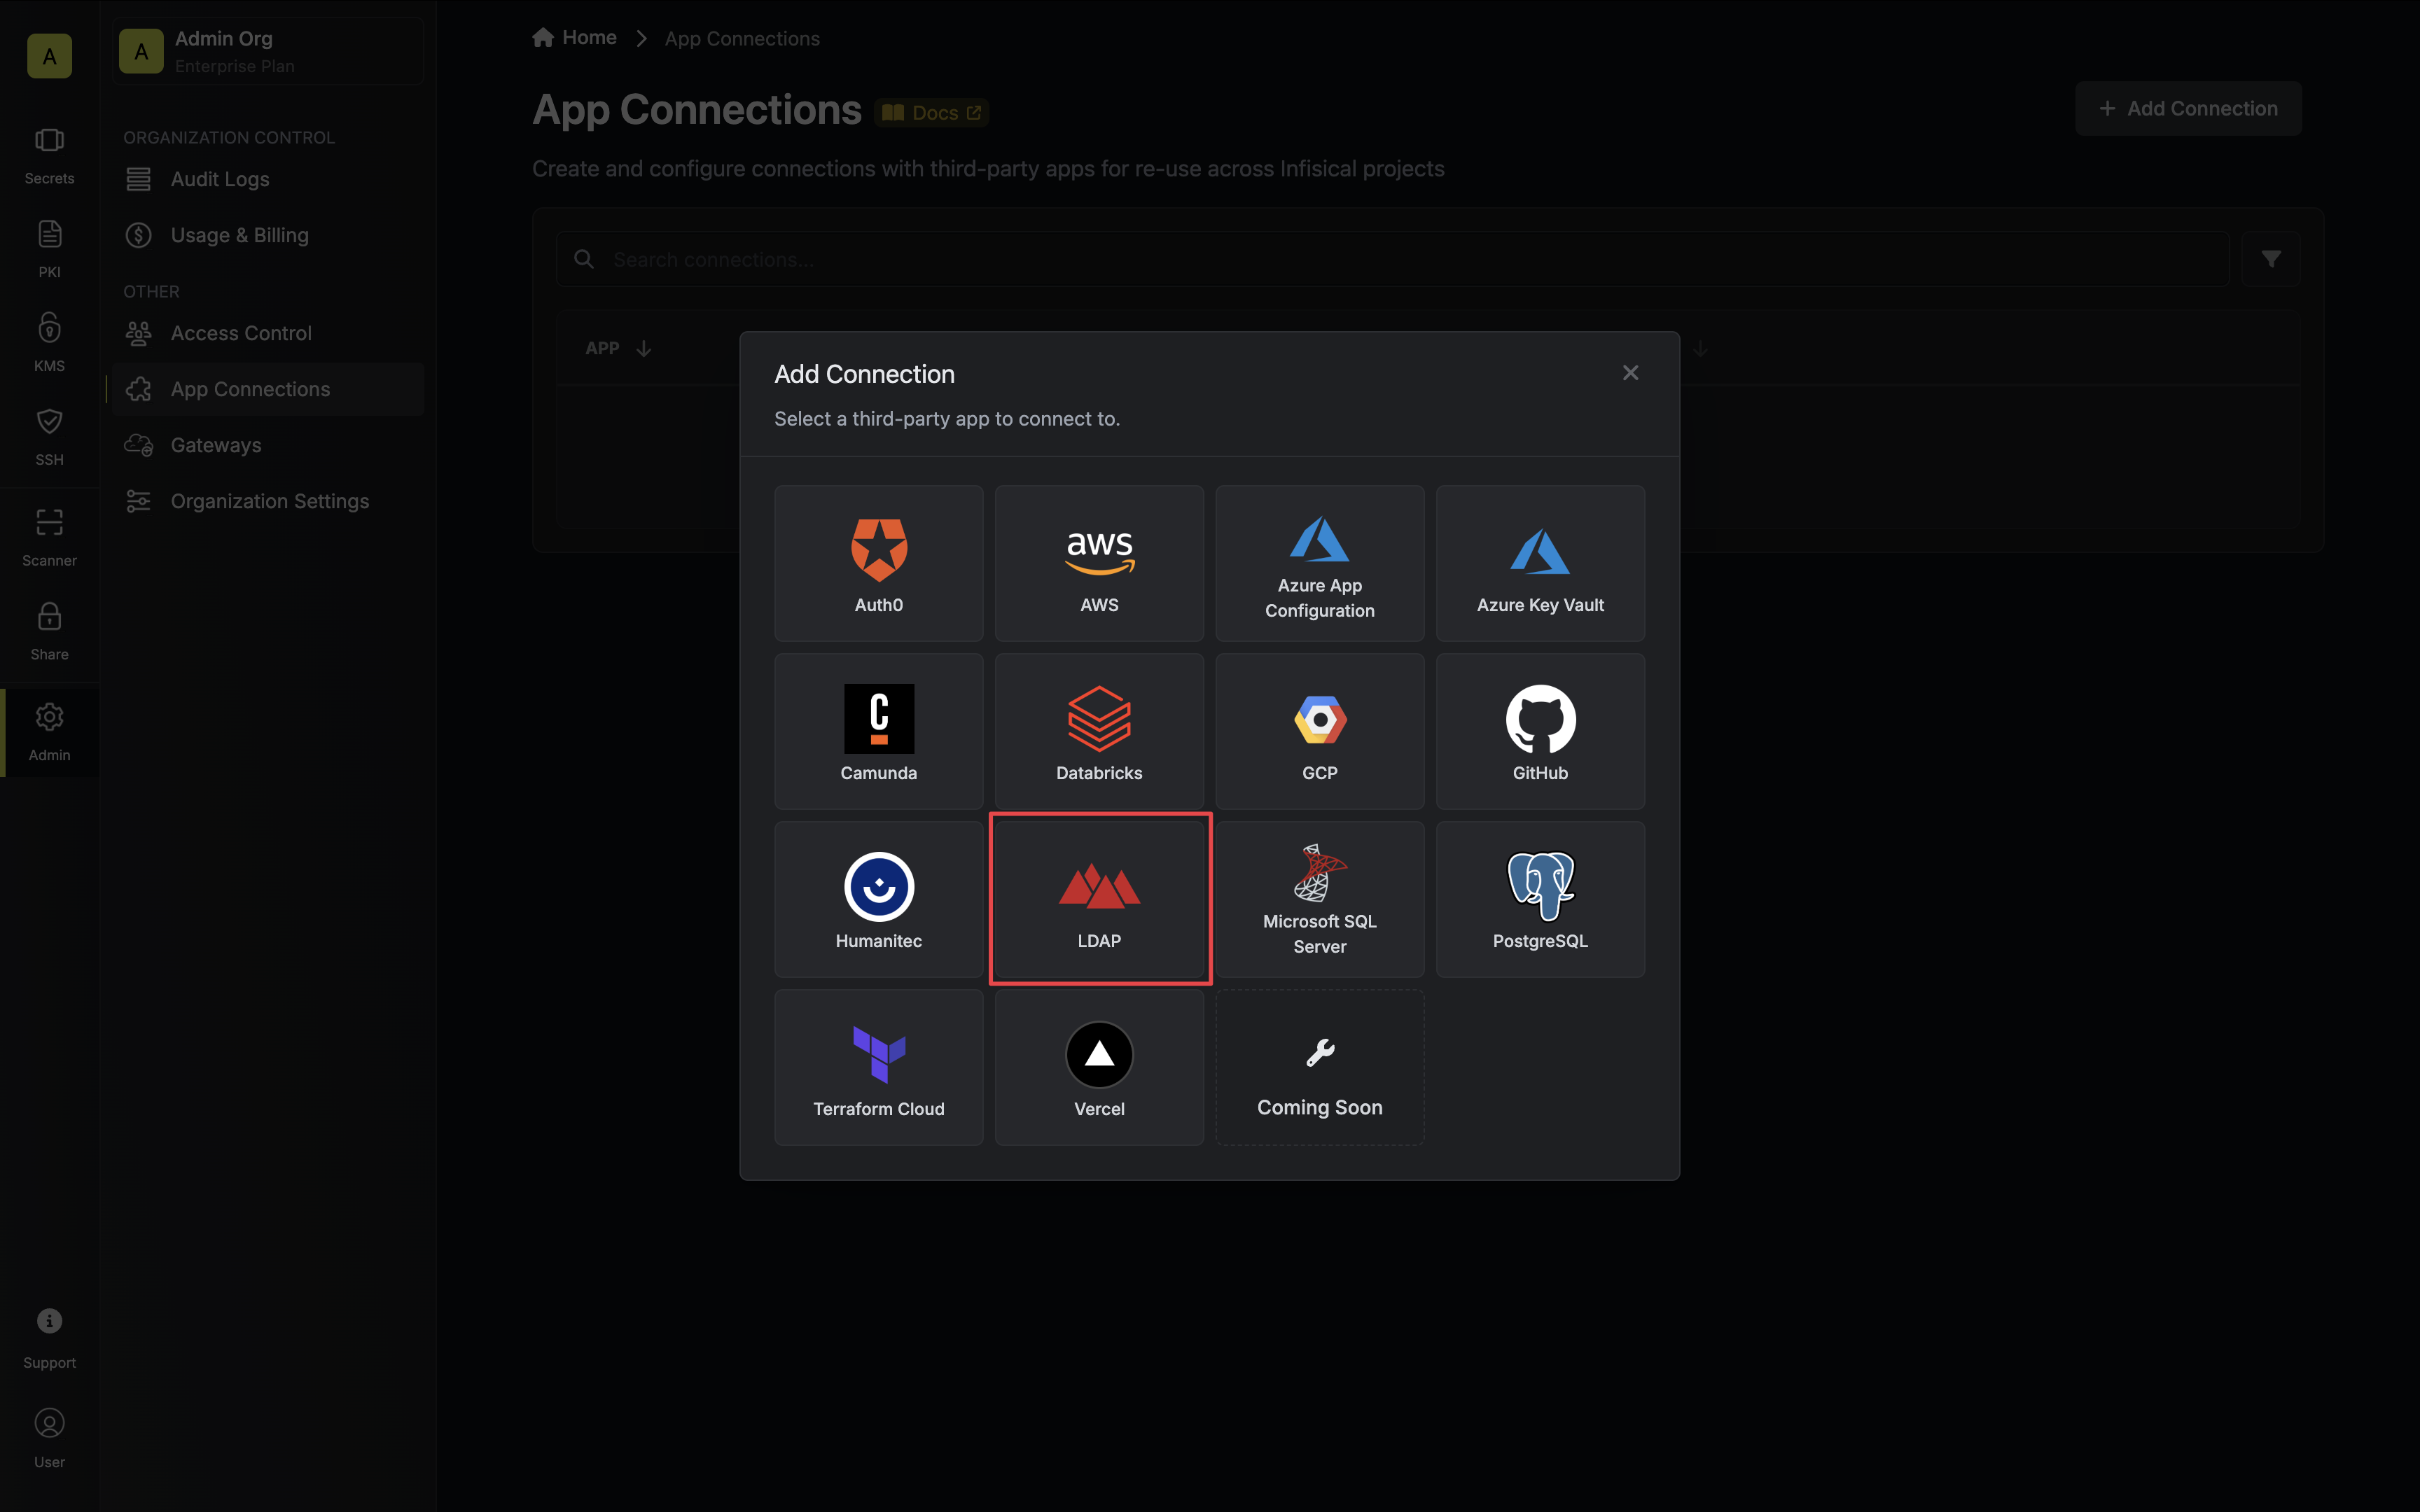 A
Secrets
PKI
KMS
SSH
Scanner
Share
Admin
Support
User
A
Admin Org
Enterprise Plan
ORGANIZATION CONTROL
Audit Logs
Usage & Billing
OTHER
Access Control
App Connections
Gateways
Organization Settings
Home
App Connections
App Connections
Docs
Add Connection
Create and configure connections with third-party apps for re-use across Infisical projects
Search connections...
APP
Add Connection
Select a third-party app to connect to.
Auth0
aws
AWS
Azure App
Configuration
Azure Key Vault
Camunda
Databricks
GCP
GitHub
Humanitec
LDAP
Microsoft SQL
Server
PostgreSQL
Terraform Cloud
Vercel
Coming Soon